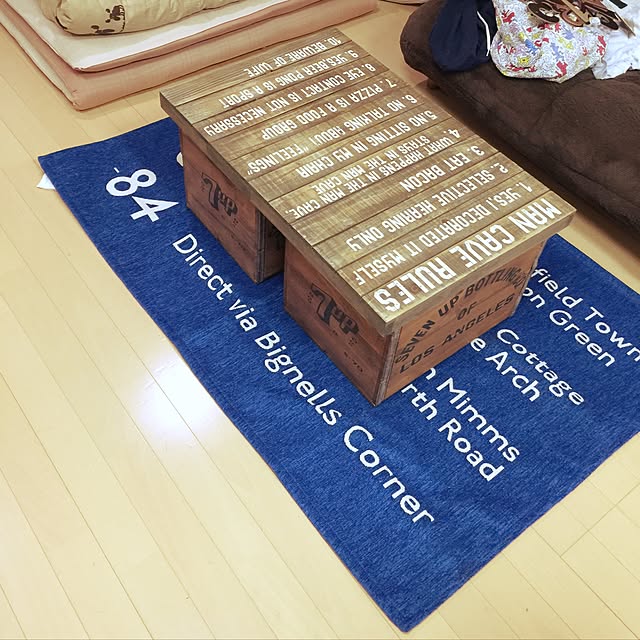 MAN CAVE RULES
1. YES I DECORATED IT MYSELF
2. SELECTIVE HEARING ONLY
3. EAT BACON
4. WHAT HAPPENS IN THE MAN CAVE,
STAYS IN THE MAN CAVE
5. NO SITTING IN MY CHAIR
6. NO TALKING ABOUT "FEELINGS"
7. PIZZA IS A FOOD GROUP
8. EYE CONTACT IS NOT NECESSARY
9. YES BEER PONG IS A SPORT
10. BEWARE OF WIFE
7up
7up
SEVEN UP BOTTLING
OF
LOS ANGELES
84
Direct via Bignells Corner
field Town
on Green
Cottage
Arch
Mimms
Road